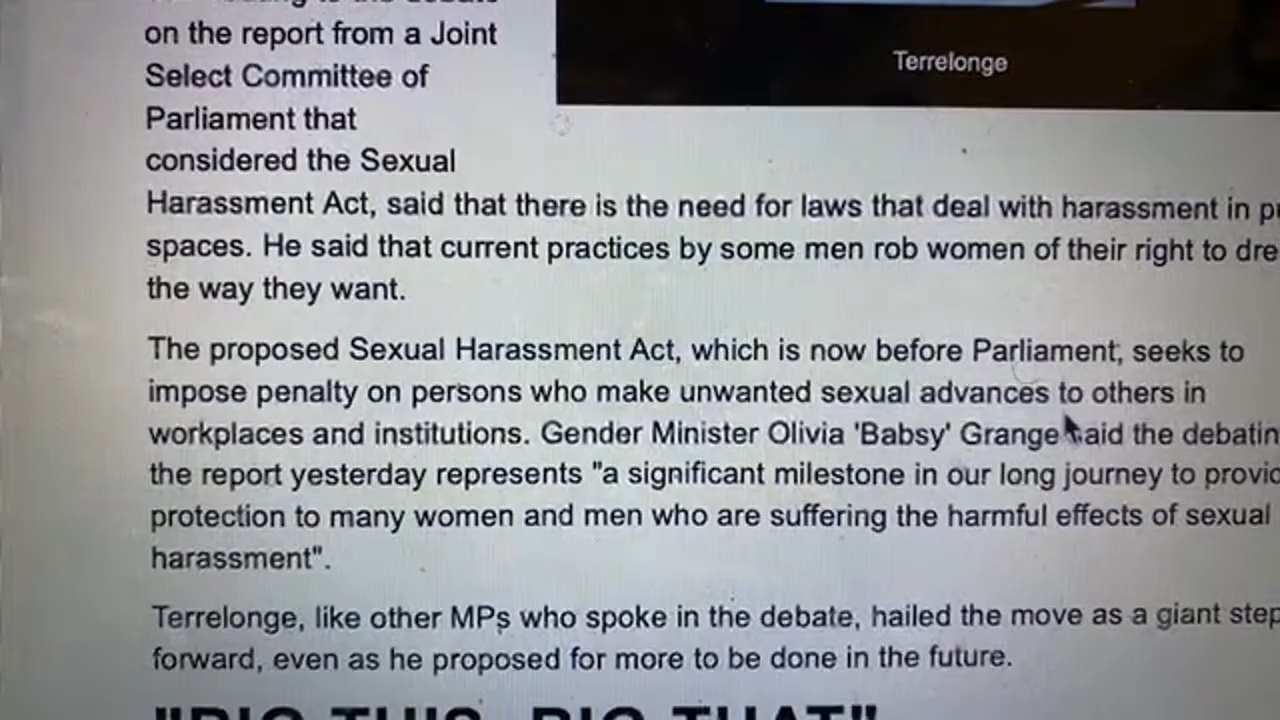 on the report from a Joint
Select Committee of
Parliament that
considered the Sexual
Terrelonge
Harassment Act, said that there is the need for laws that deal with harassment in
spaces. He said that current practices by some men rob women of their right to
the way they want.
The proposed Sexual Harassment Act, which is now before Parliament, seeks to
impose penalty on persons who make unwanted sexual advances to others in
workplaces and institutions. Gender Minister Olivia 'Babsy' Grange said the
the report yesterday represents "a significant milestone in our long journey to
protection to many women and men who are suffering the harmful effects of sexual
harassment".
Terrelonge, like other MPs who spoke in the debate, hailed the move as a giant step
forward, even as he proposed for more to be done in the future.
"BIG THIS, BIG THAT"